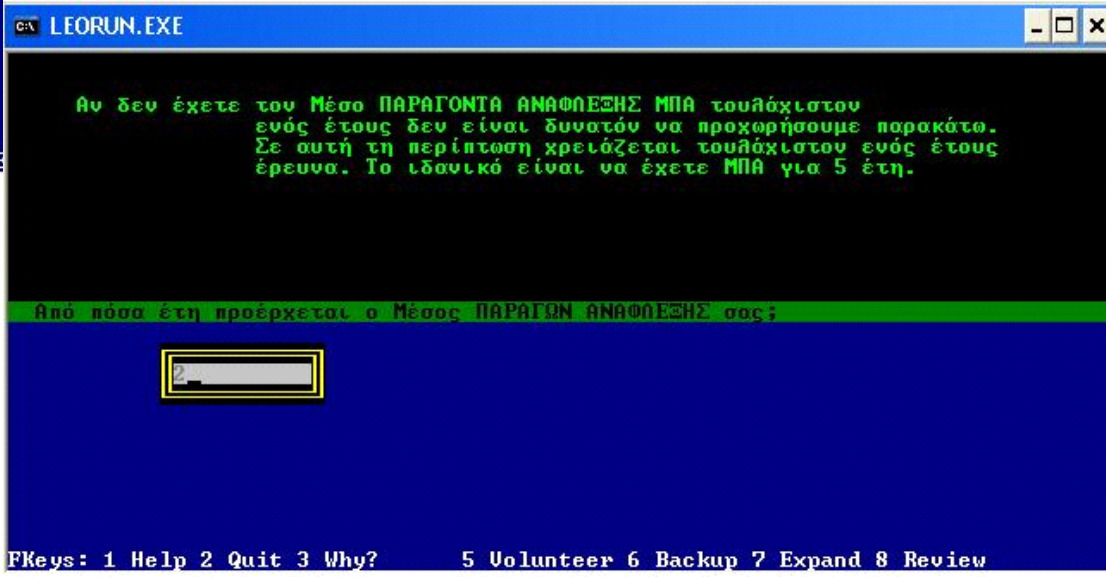 LEORUN.EXE
Αν δεν έχετε τον Μέσο ΠΑΡΑΓΟΝΤΑ ΑΝΑΦΛΕΞΗΣ ΜΠΑ τουλάχιστον
ενός έτους δεν είναι δυνατόν να προχωρήσουμε παρακάτω.
Σε αυτή τη περίπτωση χρειάζεται τουλάχιστον ενός έτους
έρευνα. Το ιδανικό είναι να έχετε ΜΠΑ για 5 έτη.
Από πόσα έτη προέρχεται ο Μέσος ΠΑΡΑΓΩΝ ΑΝΑΦΛΕΞΗΣ σας;
2_
FKeys: 1 Help 2 Quit 3 Why? 5 Volunteer 6 Backup 7 Expand 8 Review